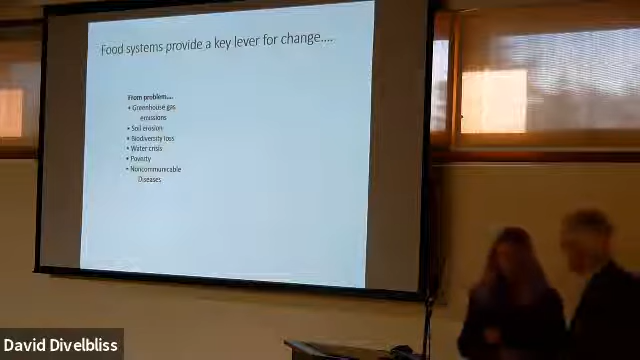 Food systems provide a key lever for change....
From problem...
• Greenhouse gas
emissions
• Soil erosion
• Biodiversity loss
• Water crisis
• Poverty
• Noncommunicable
Diseases
David Divelbliss